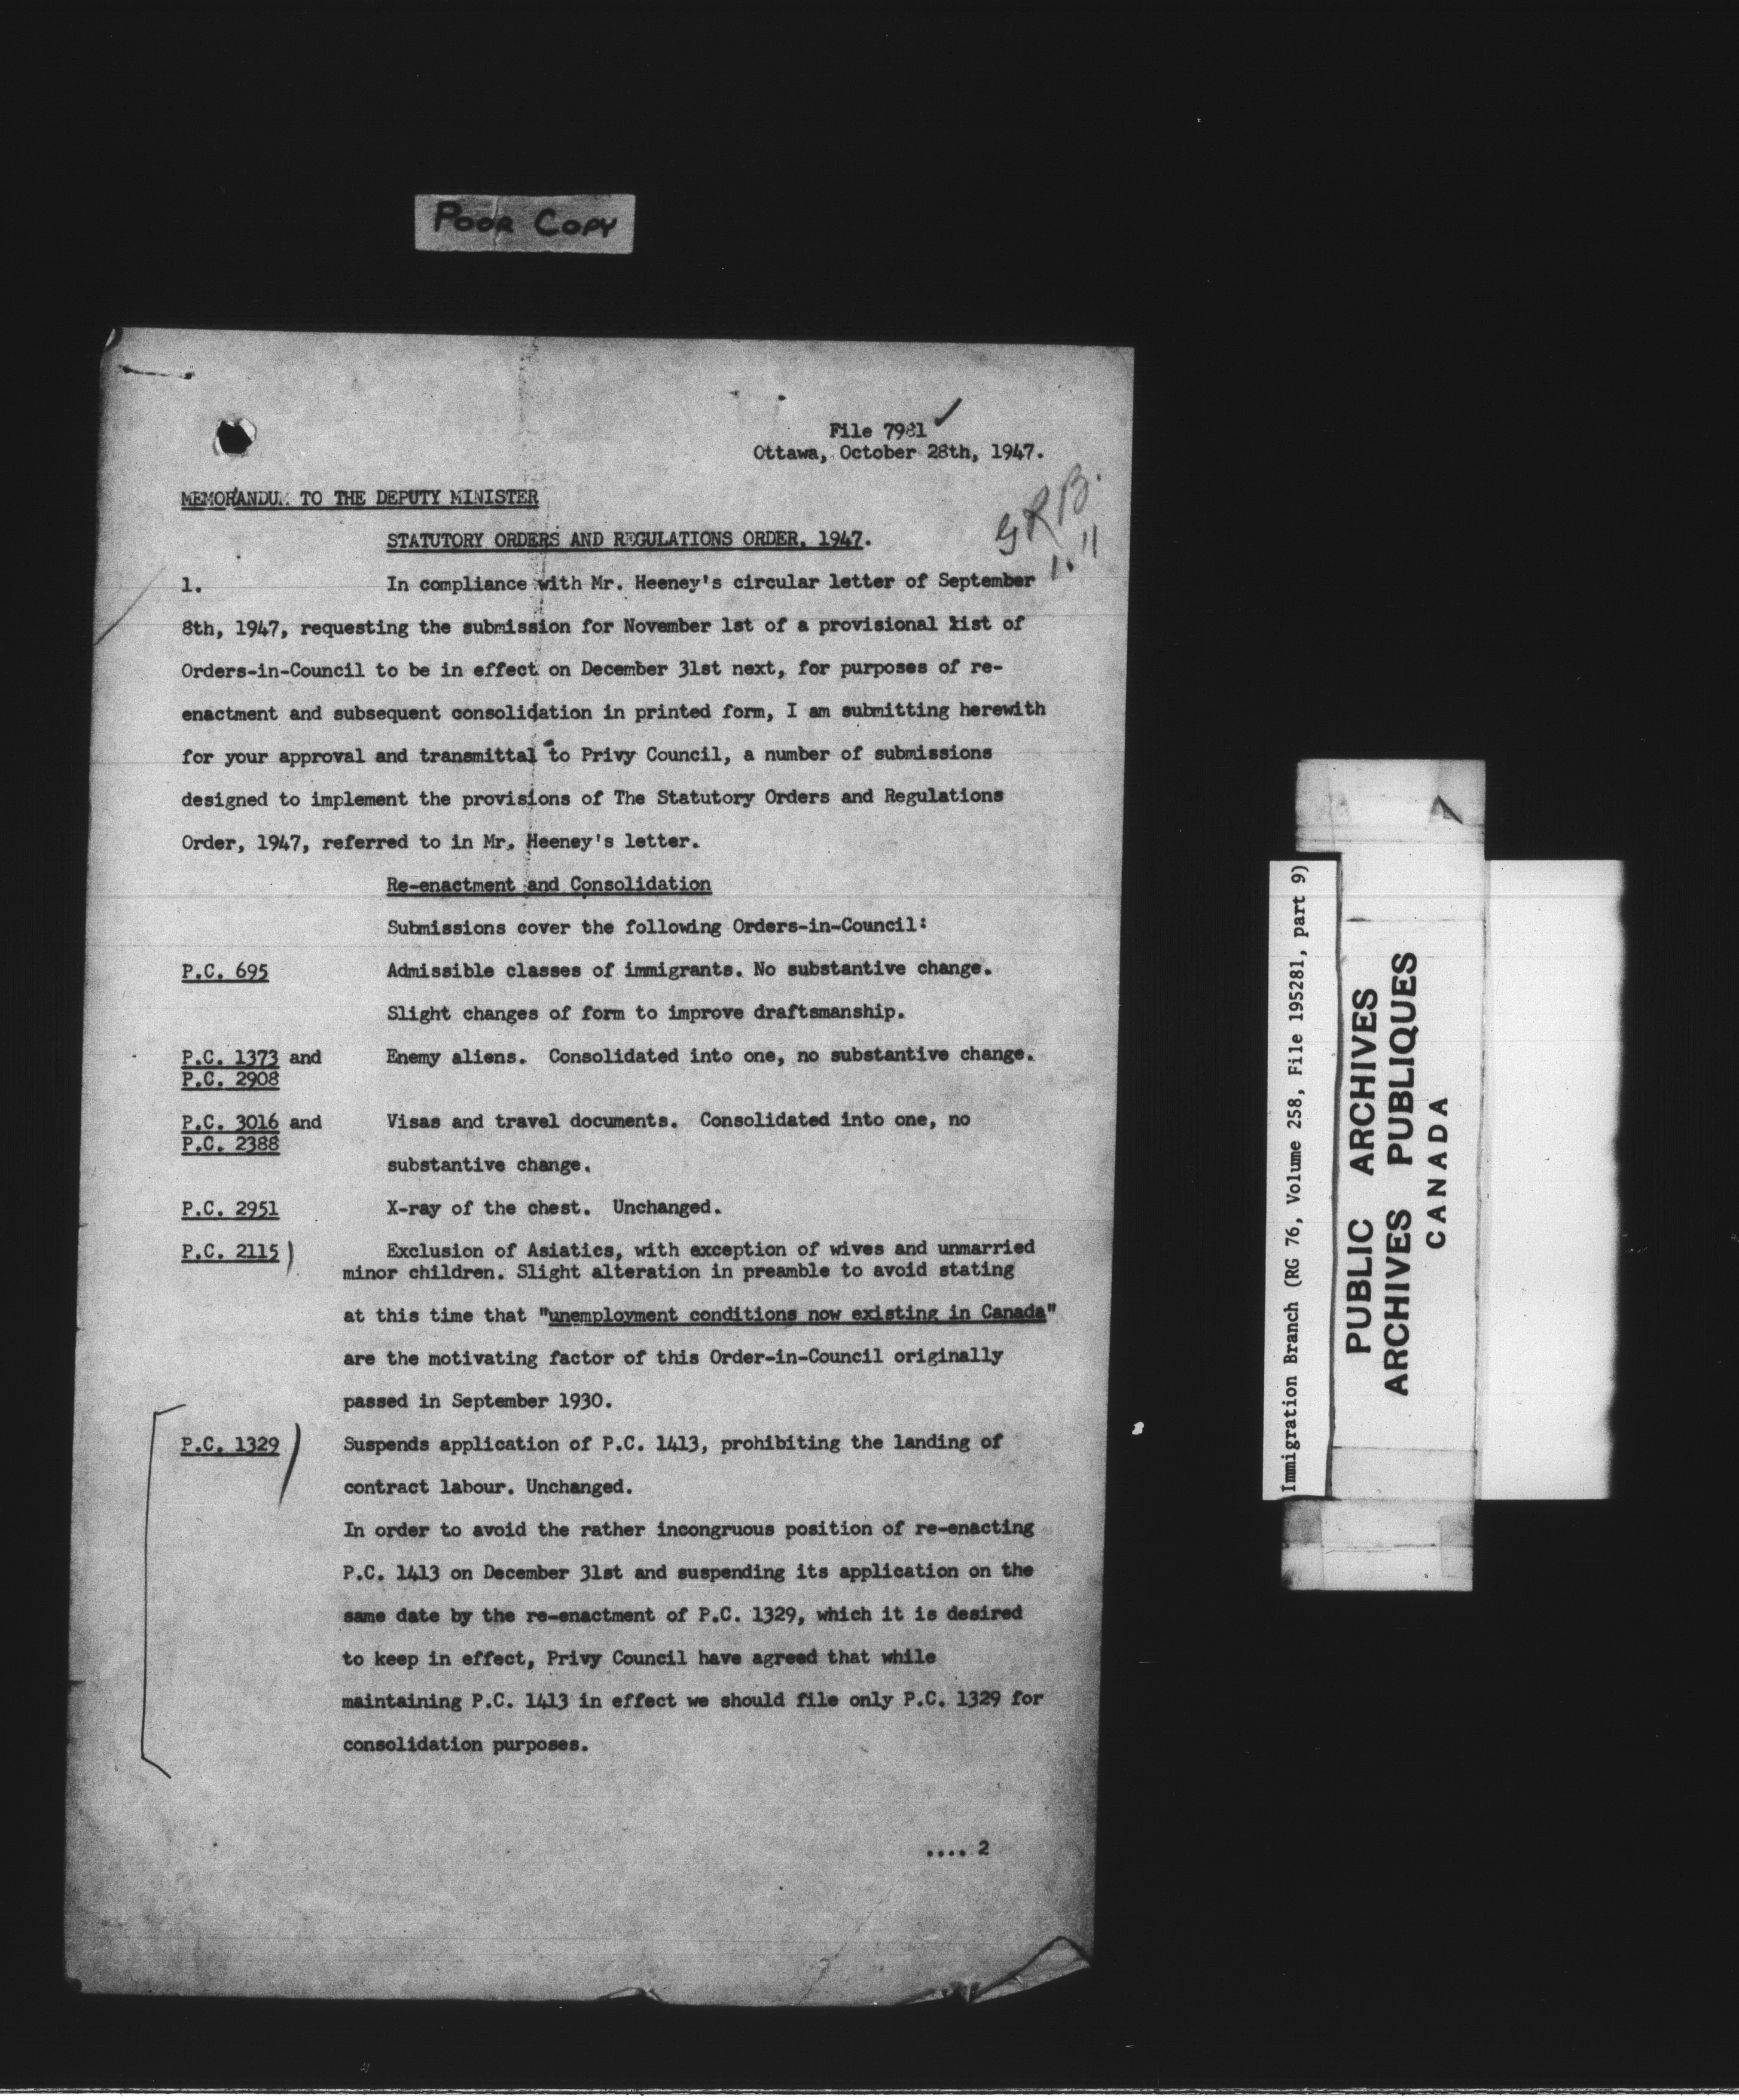 POOR COPY
File 7981
Ottawa, October 28th, 1947.
MEMORANDUM TO THE DEPUTY MINISTER
GRB.
STATUTORY ORDERS AND REGULATIONS ORDER, 1947.
1.11
1. In compliance with Mr. Heeney's circular letter of September
8th, 1947, requesting the submission for November 1st of a provisional list of
Orders-in-Council to be in effect on December 31st next, for purposes of re-
enactment and subsequent consolidation in printed form, I am submitting herewith
for your approval and transmittal to Privy Council, a number of submissions
designed to implement the provisions of The Statutory Orders and Regulations
Order, 1947, referred to in Mr. Heeney's letter.
Re-enactment and Consolidation
Submissions cover the following Orders-in-Council:
P.C. 695 Admissible classes of immigrants. No substantive change.
Slight changes of form to improve draftsmanship.
P.C. 1373 and Enemy aliens. Consolidated into one, no substantive change.
P.C. 2908
P.C. 3016 and Visas and travel documents. Consolidated into one, no
P.C. 2388
substantive change.
P.C. 2951 X-ray of the chest. Unchanged.
P.C. 2115) Exclusion of Asiatics, with exception of wives and unmarried
minor children. Slight alteration in preamble to avoid stating
at this time that "unemployment conditions now existing in Canada"
are the motivating factor of this Order-in-Council originally
passed in September 1930.
P.C. 1329) Suspends application of P.C. 1413, prohibiting the landing of
contract labour. Unchanged.
In order to avoid the rather incongruous position of re-enacting
P.C. 1413 on December 31st and suspending its application on the
same date by the re-enactment of P.C. 1329, which it is desired
to keep in effect, Privy Council have agreed that while
maintaining P.C. 1413 in effect we should file only P.C. 1329 for
consolidation purposes.
.... 2
Immigration Branch (RG 76, Volume 258, File 195281, part 9)
PUBLIC ARCHIVES
ARCHIVES PUBLIQUES
CANADA